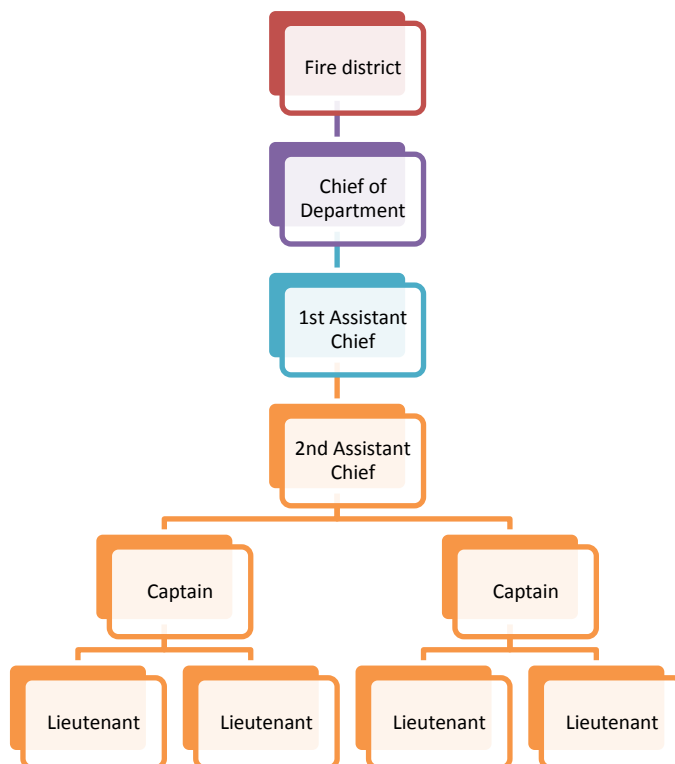 Fire district
Chief of
Department
1st Assistant
Chief
2nd Assistant
Chief
Captain
Captain
Lieutenant
Lieutenant
Lieutenant
Lieutenant